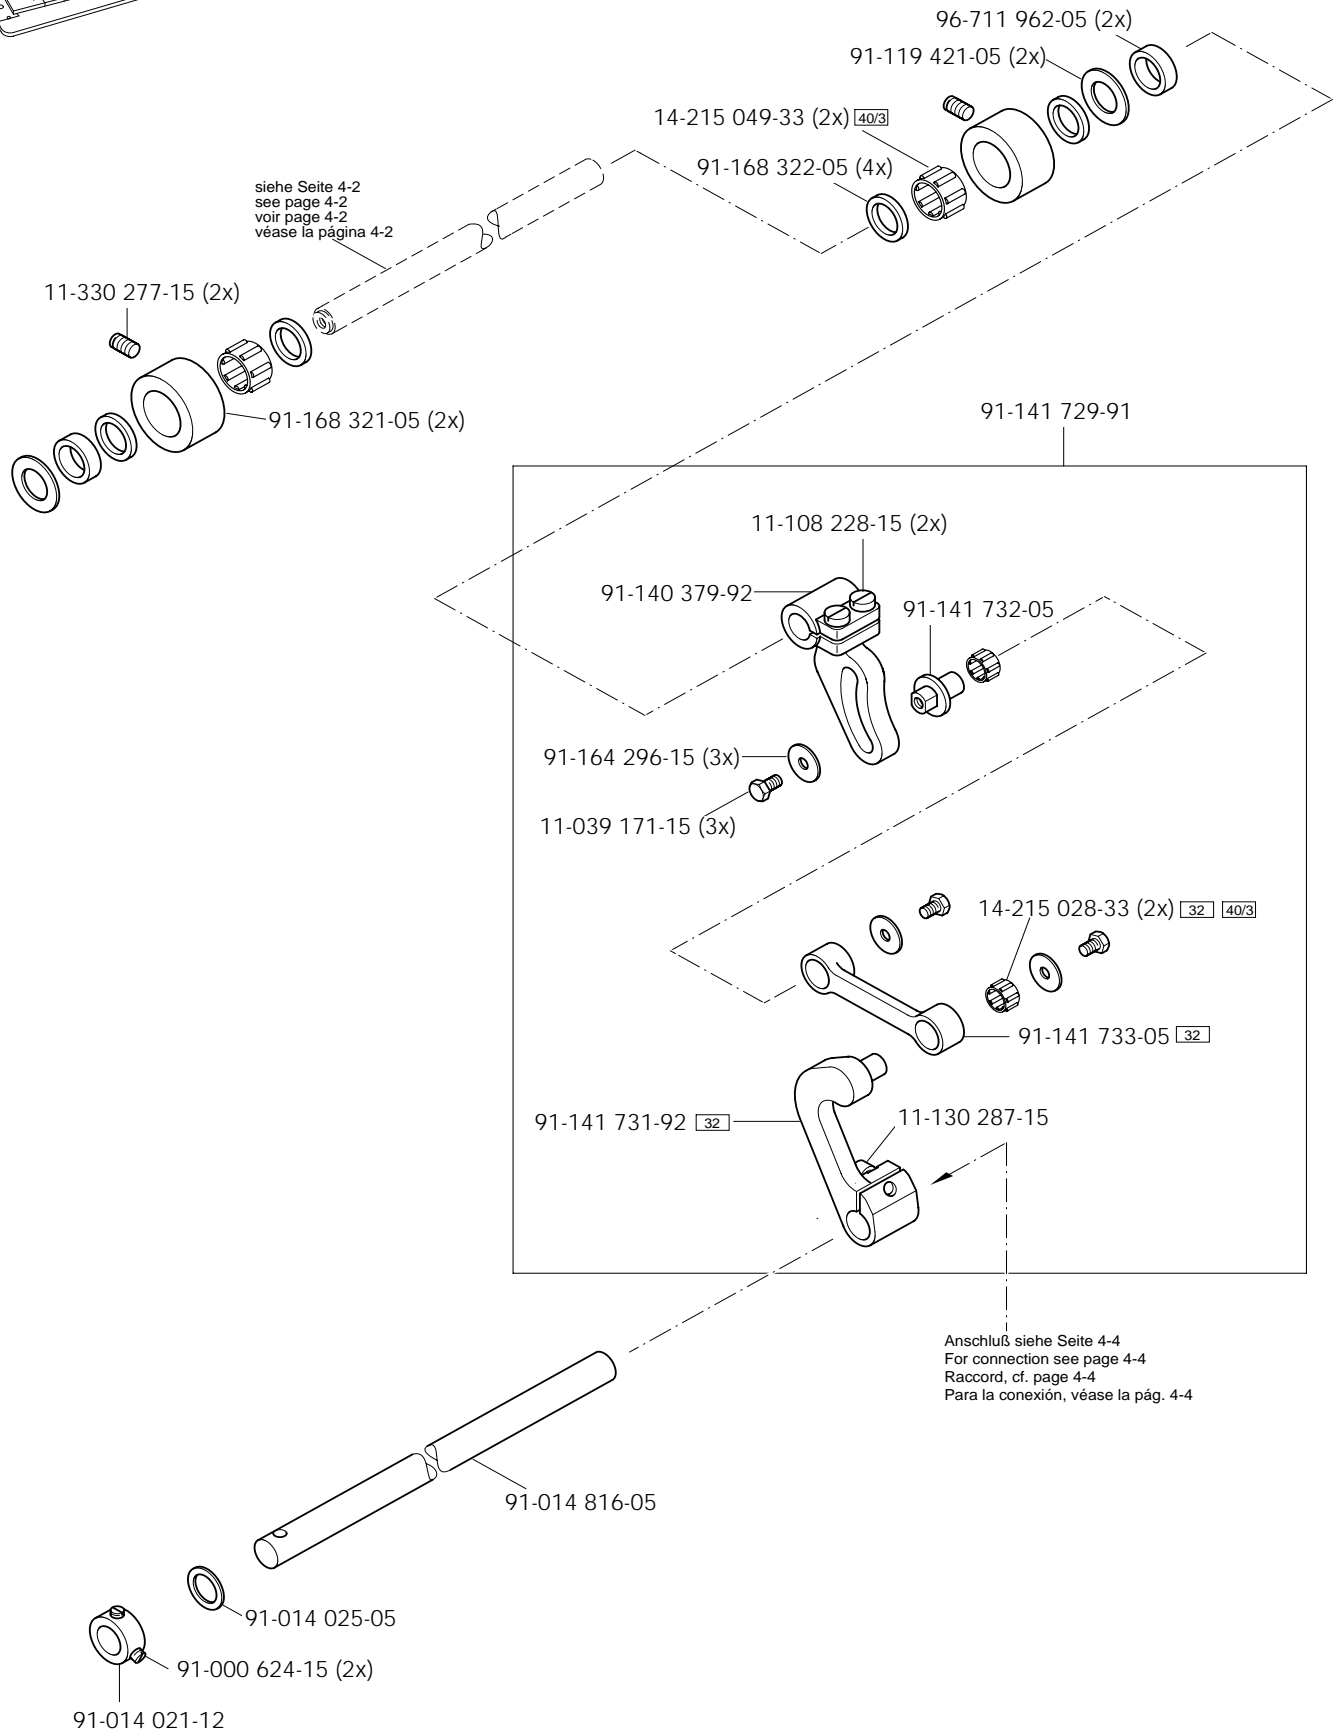 96-711 962-05 (2x)
91-119 421-05 (2x)
14-215 049-33 (2x) 40/3
91-168 322-05 (4x)
siehe Seite 4-2
see page 4-2
voir page 4-2
véase la página 4-2
11-330 277-15 (2x)
91-168 321-05 (2x)
91-141 729-91
11-108 228-15 (2x)
91-140 379-92
91-141 732-05
91-164 296-15 (3x)
11-039 171-15 (3x)
14-215 028-33 (2x) 32 40/3
91-141 733-05 32
91-141 731-92 32
11-130 287-15
Anschluß siehe Seite 4-4
For connection see page 4-4
Raccord, cf. page 4-4
Para la conexión, véase la pág. 4-4
91-014 816-05
91-014 025-05
91-000 624-15 (2x)
91-014 021-12